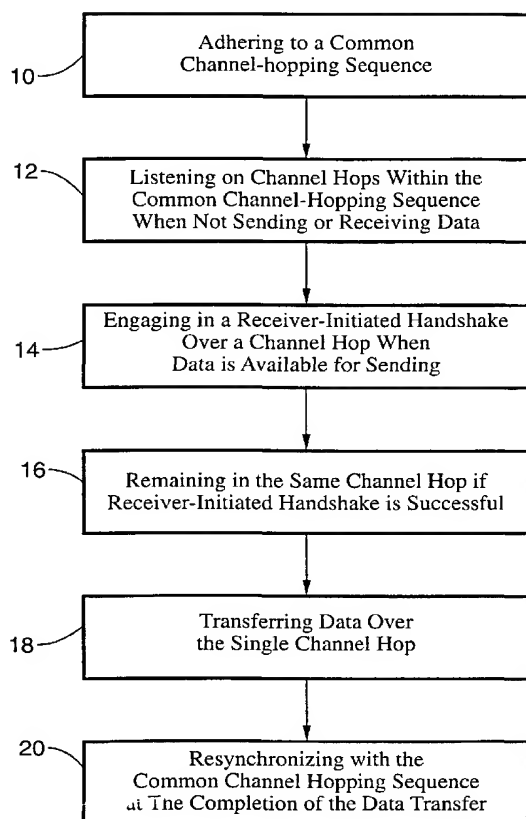 10
Adhering to a Common
Channel-hopping Sequence
12
Listening on Channel Hops Within the
Common Channel-Hopping Sequence
When Not Sending or Receiving Data
14
Engaging in a Receiver-Initiated Handshake
Over a Channel Hop When
Data is Available for Sending
16
Remaining in the Same Channel Hop if
Receiver-Initiated Handshake is Successful
18
Transferring Data Over
the Single Channel Hop
20
Resynchronizing with the
Common Channel Hopping Sequence
at The Completion of the Data Transfer